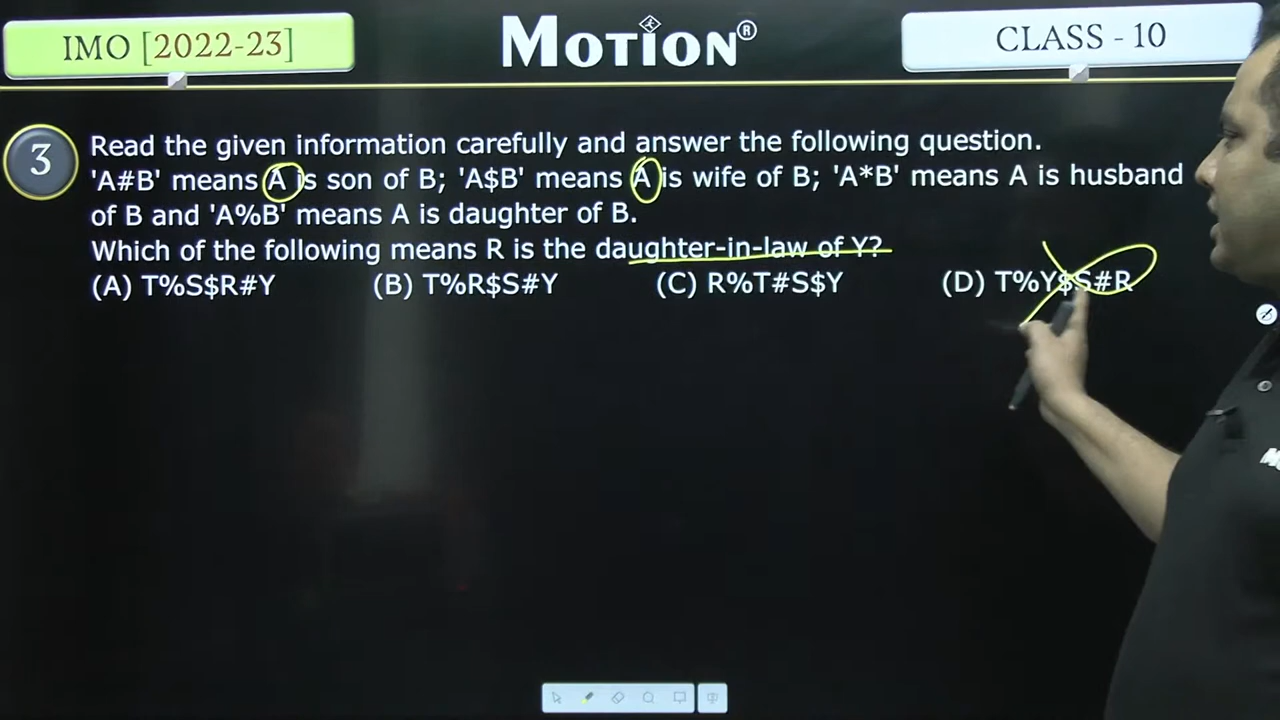 IMO [2022-23]
MOTION®
CLASS - 10
3
Read the given information carefully and answer the following question.
'A#B' means A is son of B; 'A$B' means A is wife of B; 'A*B' means A is husband
of B and 'A%B' means A is daughter of B.
Which of the following means R is the daughter-in-law of Y?
(A) T%S$R#Y (B) T%R$S#Y (C) R%T#S$Y (D) T%Y$S#R